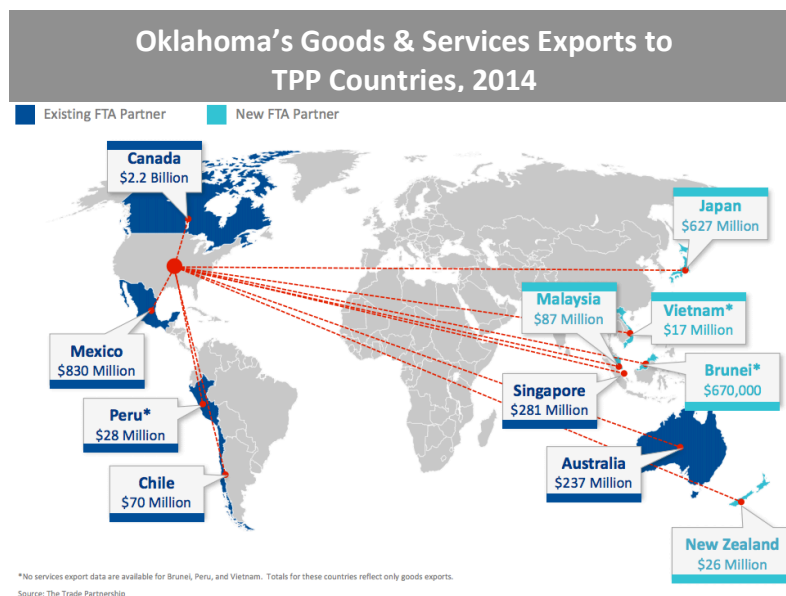 Oklahoma's Goods & Services Exports to
TPP Countries, 2014
Existing FTA Partner
New FTA Partner
Canada
$2.2 Billion
Japan
$627 Million
Malaysia
$87 Million
Vietnam*
$17 Million
Mexico
$830 Million
Brunei*
$670,000
Singapore
$281 Million
Peru*
$28 Million
Australia
$237 Million
Chile
$70 Million
New Zealand
$26 Million
*No services export data are available for Brunei, Peru, and Vietnam. Totals for these countries reflect only goods exports.
Source: The Trade Partnership